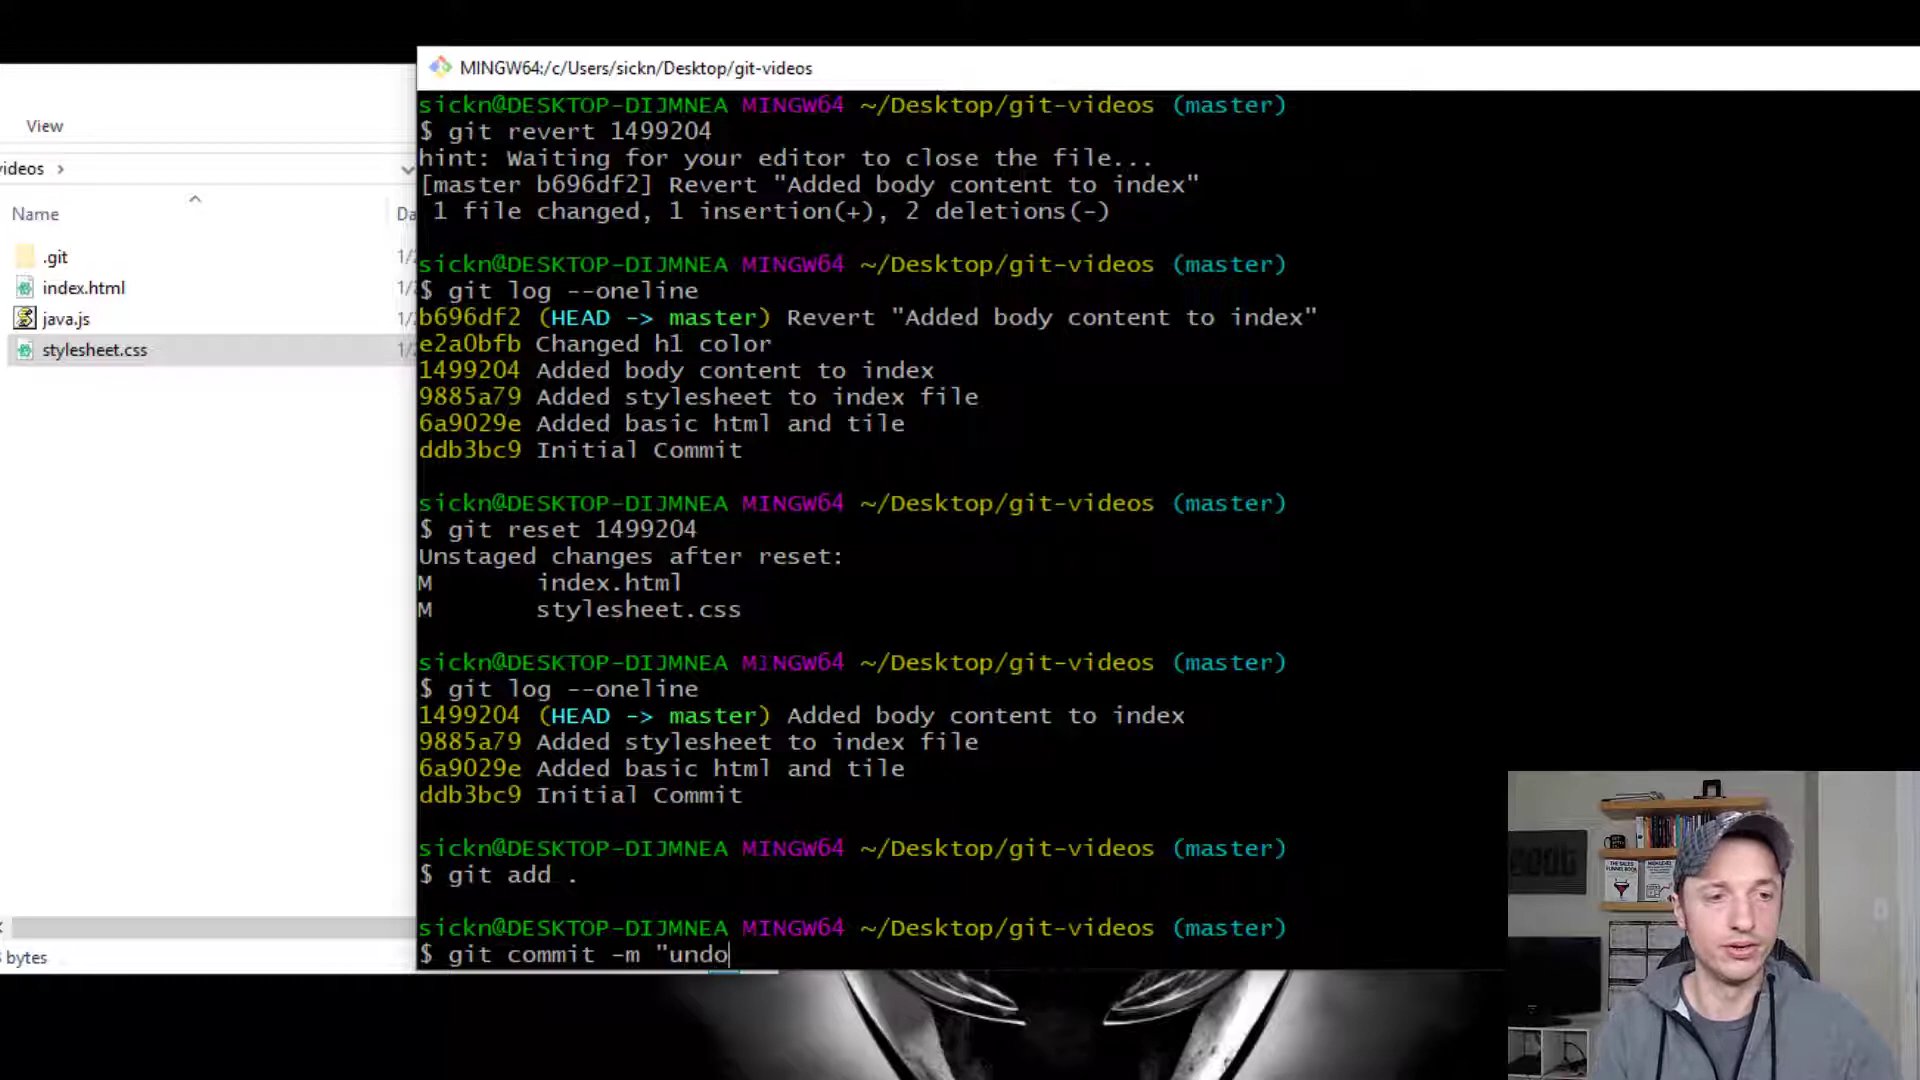 MINGW64:/c/Users/sickn/Desktop/git-videos
View
videos >
Name
Da
.git
1/2
index.html
1/2
java.js
1/2
stylesheet.css
1/2
bytes
sickn@DESKTOP-DIJMNEA MINGW64 ~/Desktop/git-videos (master)
$ git revert 1499204
hint: Waiting for your editor to close the file...
[master b696df2] Revert "Added body content to index"
1 file changed, 1 insertion(+), 2 deletions(-)
sickn@DESKTOP-DIJMNEA MINGW64 ~/Desktop/git-videos (master)
$ git log --oneline
b696df2 (HEAD -> master) Revert "Added body content to index"
e2a0bfb Changed h1 color
1499204 Added body content to index
9885a79 Added stylesheet to index file
6a9029e Added basic html and tile
ddb3bc9 Initial Commit
sickn@DESKTOP-DIJMNEA MINGW64 ~/Desktop/git-videos (master)
$ git reset 1499204
Unstaged changes after reset:
M index.html
M stylesheet.css
sickn@DESKTOP-DIJMNEA MINGW64 ~/Desktop/git-videos (master)
$ git log --oneline
1499204 (HEAD -> master) Added body content to index
9885a79 Added stylesheet to index file
6a9029e Added basic html and tile
ddb3bc9 Initial Commit
sickn@DESKTOP-DIJMNEA MINGW64 ~/Desktop/git-videos (master)
$ git add .
sickn@DESKTOP-DIJMNEA MINGW64 ~/Desktop/git-videos (master)
$ git commit -m "undo